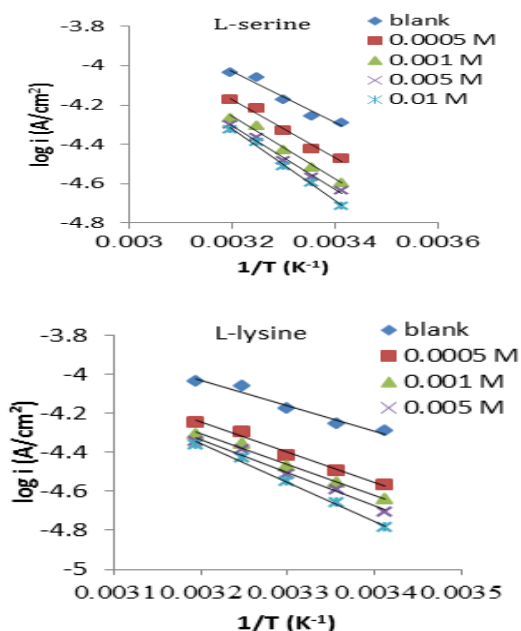 L-serine
blank
0.0005 M
0.001 M
0.005 M
0.01 M
-3.8
-4
-4.2
-4.4
-4.6
-4.8
log i (A/cm²)
0.003 0.0032 0.0034 0.0036
1/T (K⁻¹)
L-lysine
blank
0.0005 M
0.001 M
0.005 M
-3.8
-4
-4.2
-4.4
-4.6
-4.8
-5
log i (A/cm²)
0.0031 0.0032 0.0033 0.0034 0.0035
1/T (K⁻¹)